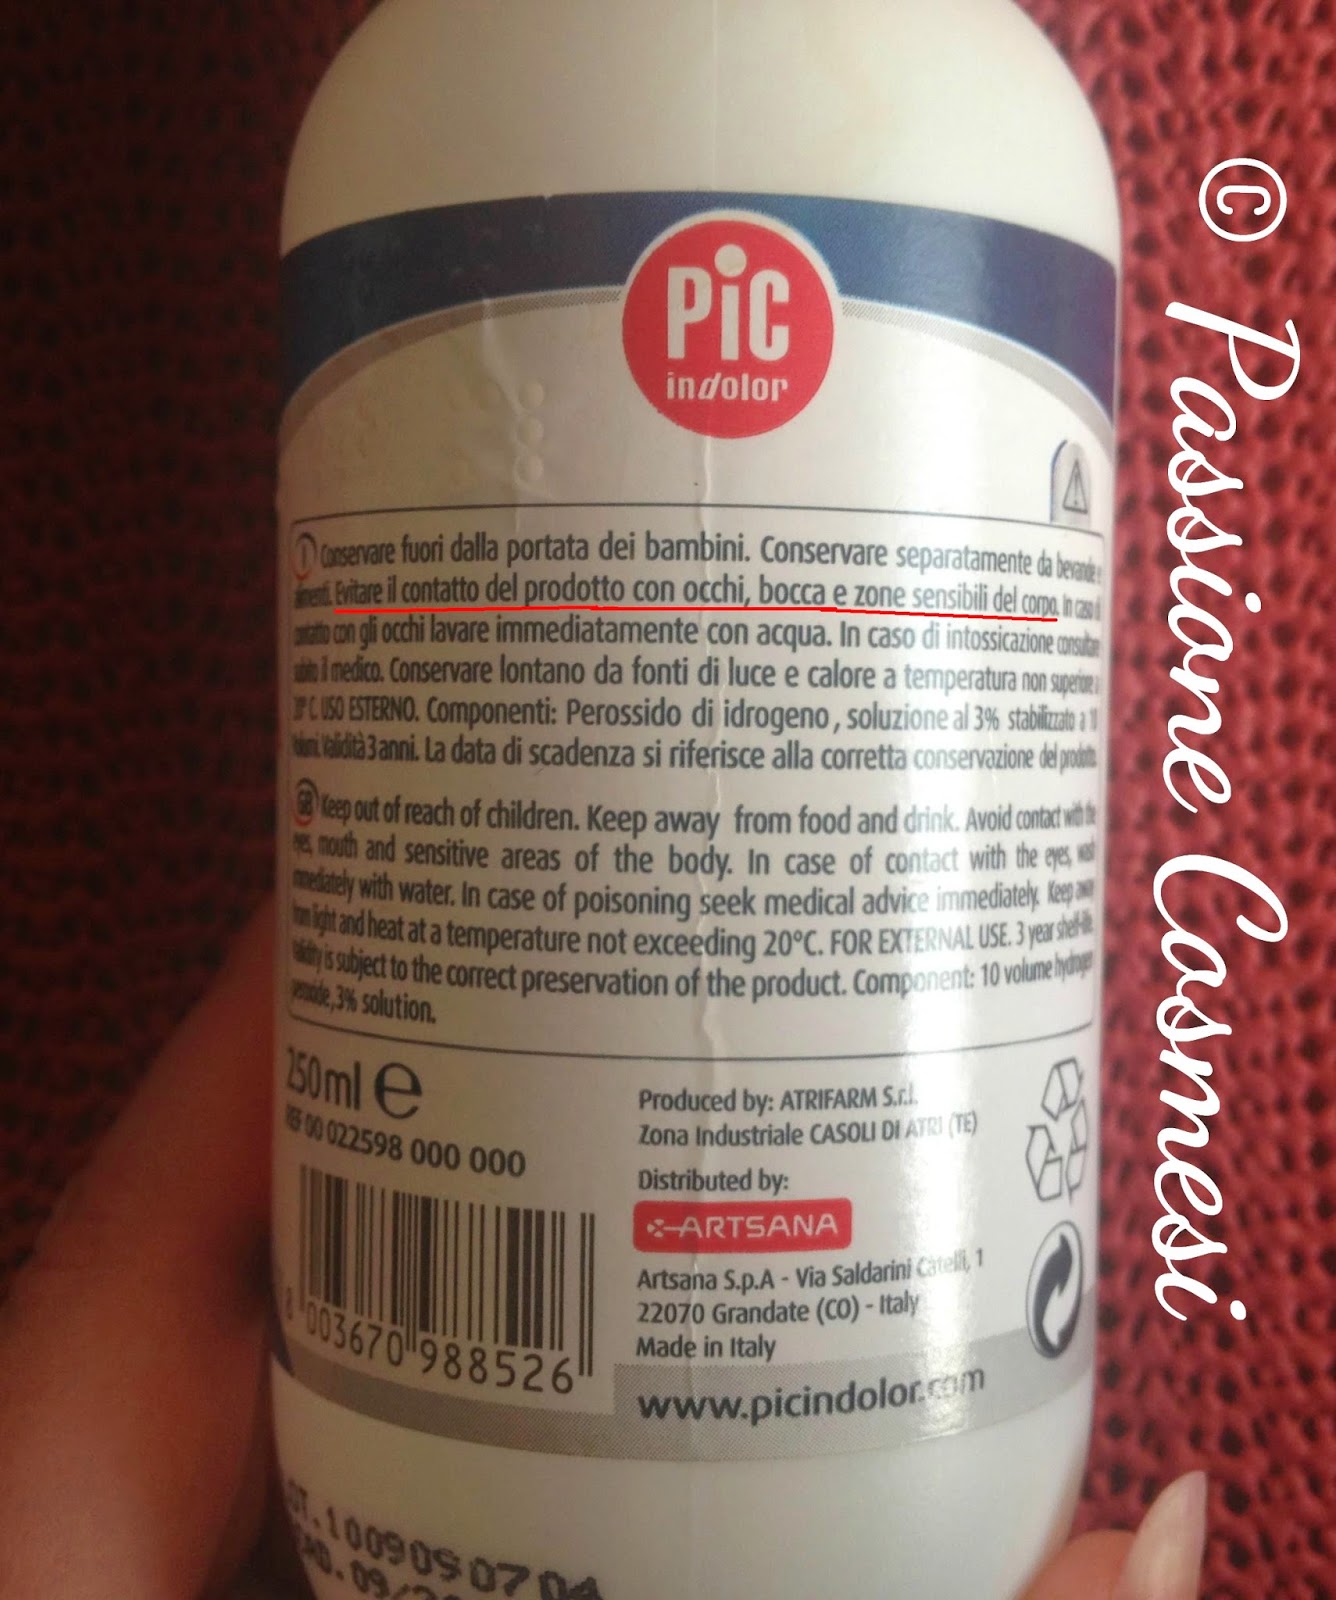 PiC
indolor
I Conservare fuori dalla portata dei bambini. Conservare separatamente da bevande e
alimenti. Evitare il contatto del prodotto con occhi, bocca e zone sensibili del corpo. In caso di
contatto con gli occhi lavare immediatamente con acqua. In caso di intossicazione consultare
subito il medico. Conservare lontano da fonti di luce e calore a temperatura non superiore a
20° C. USO ESTERNO. Componenti: Perossido di idrogeno, soluzione al 3% stabilizzato a 10
Volumi. Validità 3 anni. La data di scadenza si riferisce alla corretta conservazione del prodotto.
GB Keep out of reach of children. Keep away from food and drink. Avoid contact with the
eyes, mouth and sensitive areas of the body. In case of contact with the eyes, wash
immediately with water. In case of poisoning seek medical advice immediately. Keep away
from light and heat at a temperature not exceeding 20°C. FOR EXTERNAL USE. 3 year shelf-life.
Validity is subject to the correct preservation of the product. Component: 10 volume hydrogen
peroxide, 3% solution.
250ml e
REF 00 022598 000 000
8 003670 988526
Produced by: ATRIFARM S.r.l.
Zona Industriale CASOLI DI ATRI (TE)
Distributed by:
ARTSANA
Artsana S.p.A - Via Saldarini Catelli, 1
22070 Grandate (CO) - Italy
Made in Italy
www.picindolor.com
LOT.1009090704
09/
© Passione Cosmesi